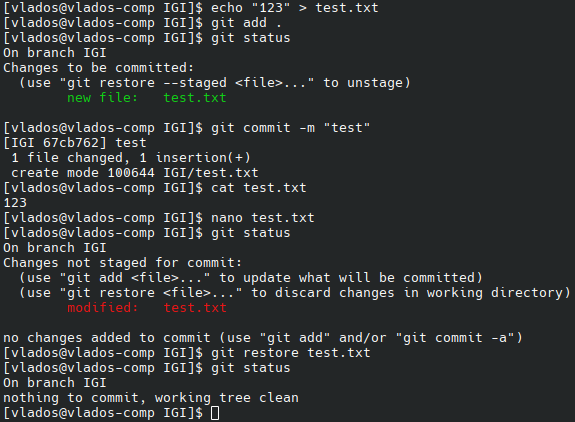 [vlados@vlados-comp IGI]$ echo "123" > test.txt
[vlados@vlados-comp IGI]$ git add .
[vlados@vlados-comp IGI]$ git status
On branch IGI
Changes to be committed:
  (use "git restore --staged <file>..." to unstage)
        new file:   test.txt

[vlados@vlados-comp IGI]$ git commit -m "test"
[IGI 67cb762] test
 1 file changed, 1 insertion(+)
 create mode 100644 IGI/test.txt
[vlados@vlados-comp IGI]$ cat test.txt
123
[vlados@vlados-comp IGI]$ nano test.txt
[vlados@vlados-comp IGI]$ git status
On branch IGI
Changes not staged for commit:
  (use "git add <file>..." to update what will be committed)
  (use "git restore <file>..." to discard changes in working directory)
        modified:   test.txt

no changes added to commit (use "git add" and/or "git commit -a")
[vlados@vlados-comp IGI]$ git restore test.txt
[vlados@vlados-comp IGI]$ git status
On branch IGI
nothing to commit, working tree clean
[vlados@vlados-comp IGI]$